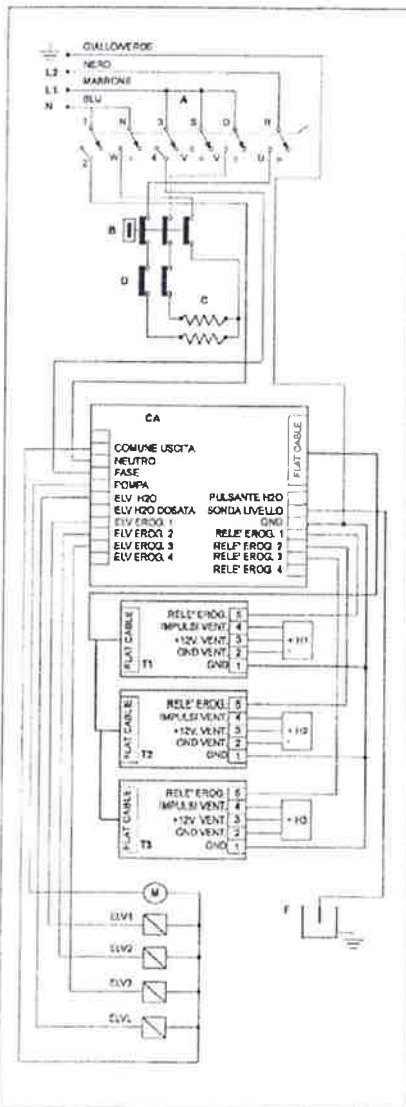 GIALLO/VERDE
L2 NERO
L1 MARRONE
N BLU
A
1 N 3 S D R
2 W 4 V V U
B
D
C
CA
FLAT CABLE
COMUNE USCITA
NEUTRO
FASE
POMPA
ELV H2O PULSANTE H2O
ELV H2O DOSATA SONDA LIVELLO
ELV EROG. 1 GND
ELV EROG. 2 RELE' EROG. 1
ELV EROG. 3 RELE' EROG. 2
ELV EROG. 4 RELE' EROG. 3
RELE' EROG. 4
FLAT CABLE
RELE' EROG. 5
IMPULSI VENT. 4
+12V. VENT. 3
GND VENT. 2
GND 1
T1
+ H1 -
FLAT CABLE
RELE' EROG. 5
IMPULSI VENT. 4
+12V. VENT. 3
GND VENT. 2
GND 1
T2
+ H2 -
FLAT CABLE
RELE' EROG. 5
IMPULSI VENT. 4
+12V. VENT. 3
GND VENT. 2
GND 1
T3
+ H3 -
M
F
ELV1
ELV2
ELV3
ELVL